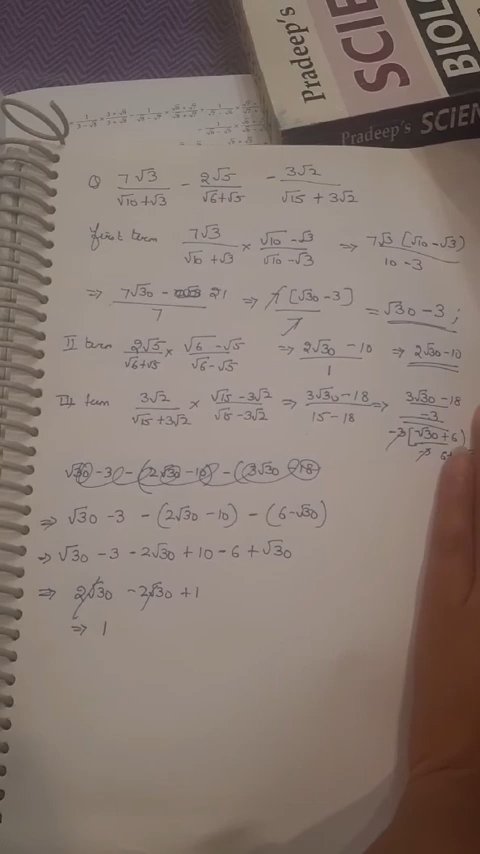 Pradeep's
SCIE
BIOL
Pradeep's SCIEN
Q 7√3/(√10+√3) - 2√5/(√6+√5) - 3√2/(√15 + 3√2)
first term 7√3/(√10 + √3) × (√10 - √3)/(√10 - √3) ⇒ 7√3 [√10 - √3)/(10 - 3)
⇒ (7√30 - 21)/7 ⇒ 7[√30 - 3]/7 = √30 - 3 ;
II term 2√5/(√6+√5) × (√6 - √5)/(√6 - √5) ⇒ (2√30 - 10)/1 ⇒ 2√30 - 10
III term 3√2/(√15 + 3√2) × (√15 - 3√2)/(√15 - 3√2) ⇒ (3√30 - 18)/(15 - 18) ⇒ (3√30 - 18)/-3
-3[√30 + 6)/-3
√30 - 3 - (2√30 - 10) - (3√30 - 18
⇒ √30 - 3 - (2√30 - 10) - (6 - √30)
⇒ √30 - 3 - 2√30 + 10 - 6 + √30
⇒ 2√30 - 2√30 + 1
⇒ 1